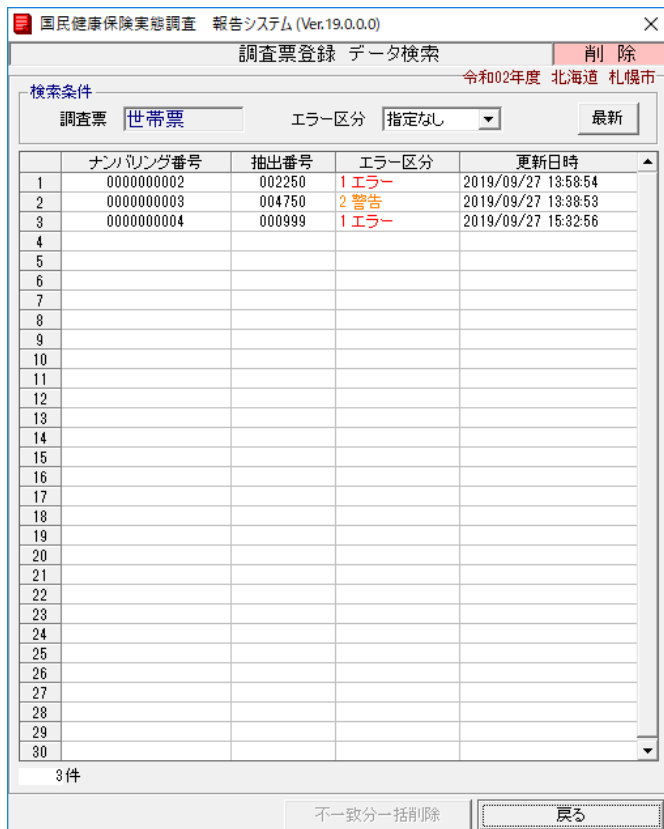 国民健康保険実態調査 報告システム (Ver.19.0.0.0)
調査票登録 データ検索 削 除
令和02年度 北海道 札幌市
検索条件
調査票 世帯票 エラー区分 指定なし 最新
ナンバリング番号 抽出番号 エラー区分 更新日時
1 0000000002 002250 1 エラー 2019/09/27 13:58:54
2 0000000003 004750 2 警告 2019/09/27 13:38:53
3 0000000004 000999 1 エラー 2019/09/27 15:32:56
4
5
6
7
8
9
10
11
12
13
14
15
16
17
18
19
20
21
22
23
24
25
26
27
28
29
30
3件
不一致分一括削除 戻る